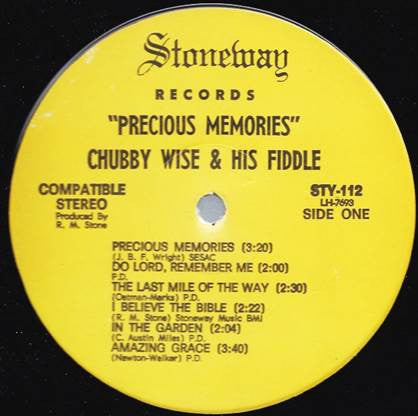 Stoneway
RECORDS
"PRECIOUS MEMORIES"
CHUBBY WISE & HIS FIDDLE
COMPATIBLE
STEREO
Produced By
R. M. Stone
STY-112
LH-7693
SIDE ONE
PRECIOUS MEMORIES (3:20)
(J. B. F. Wright) SESAC
DO LORD, REMEMBER ME (2:00)
P.D.
THE LAST MILE OF THE WAY (2:30)
(Oatman-Marks) P.D.
I BELIEVE THE BIBLE (2:22)
(R. M. Stone) Stoneway Music BMI
IN THE GARDEN (2:04)
(C. Austin Miles) P.D.
AMAZING GRACE (3:40)
(Newton-Walker) P.D.